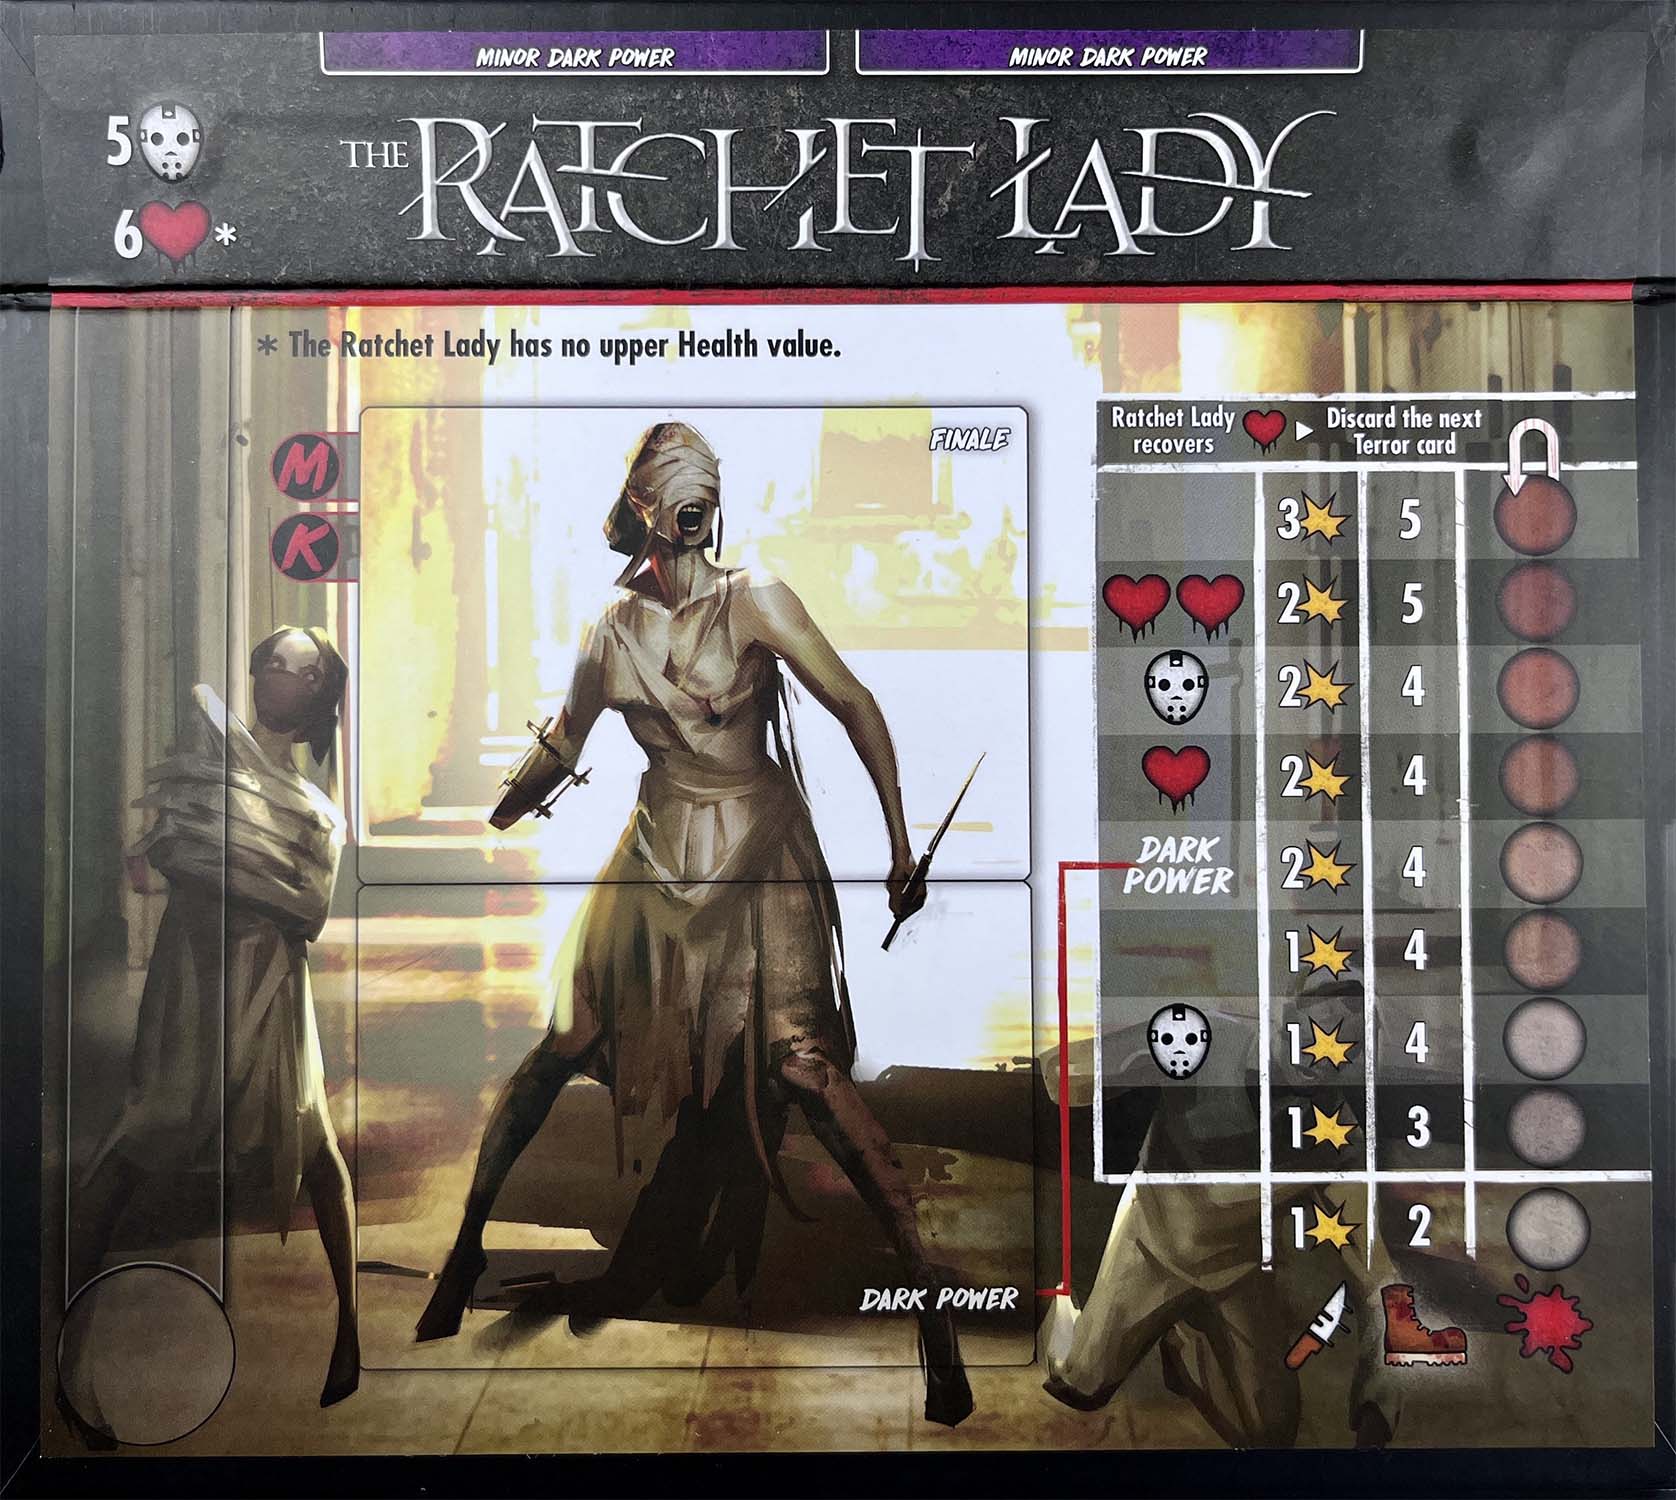 MINOR DARK POWER
MINOR DARK POWER
5
THE RATCHET LADY
6 *
* The Ratchet Lady has no upper Health value.
M
K
FINALE
DARK POWER
Ratchet Lady
recovers
Discard the next
Terror card
3 5
2 5
2 4
2 4
DARK
POWER
2 4
1 4
1 4
1 3
1 2